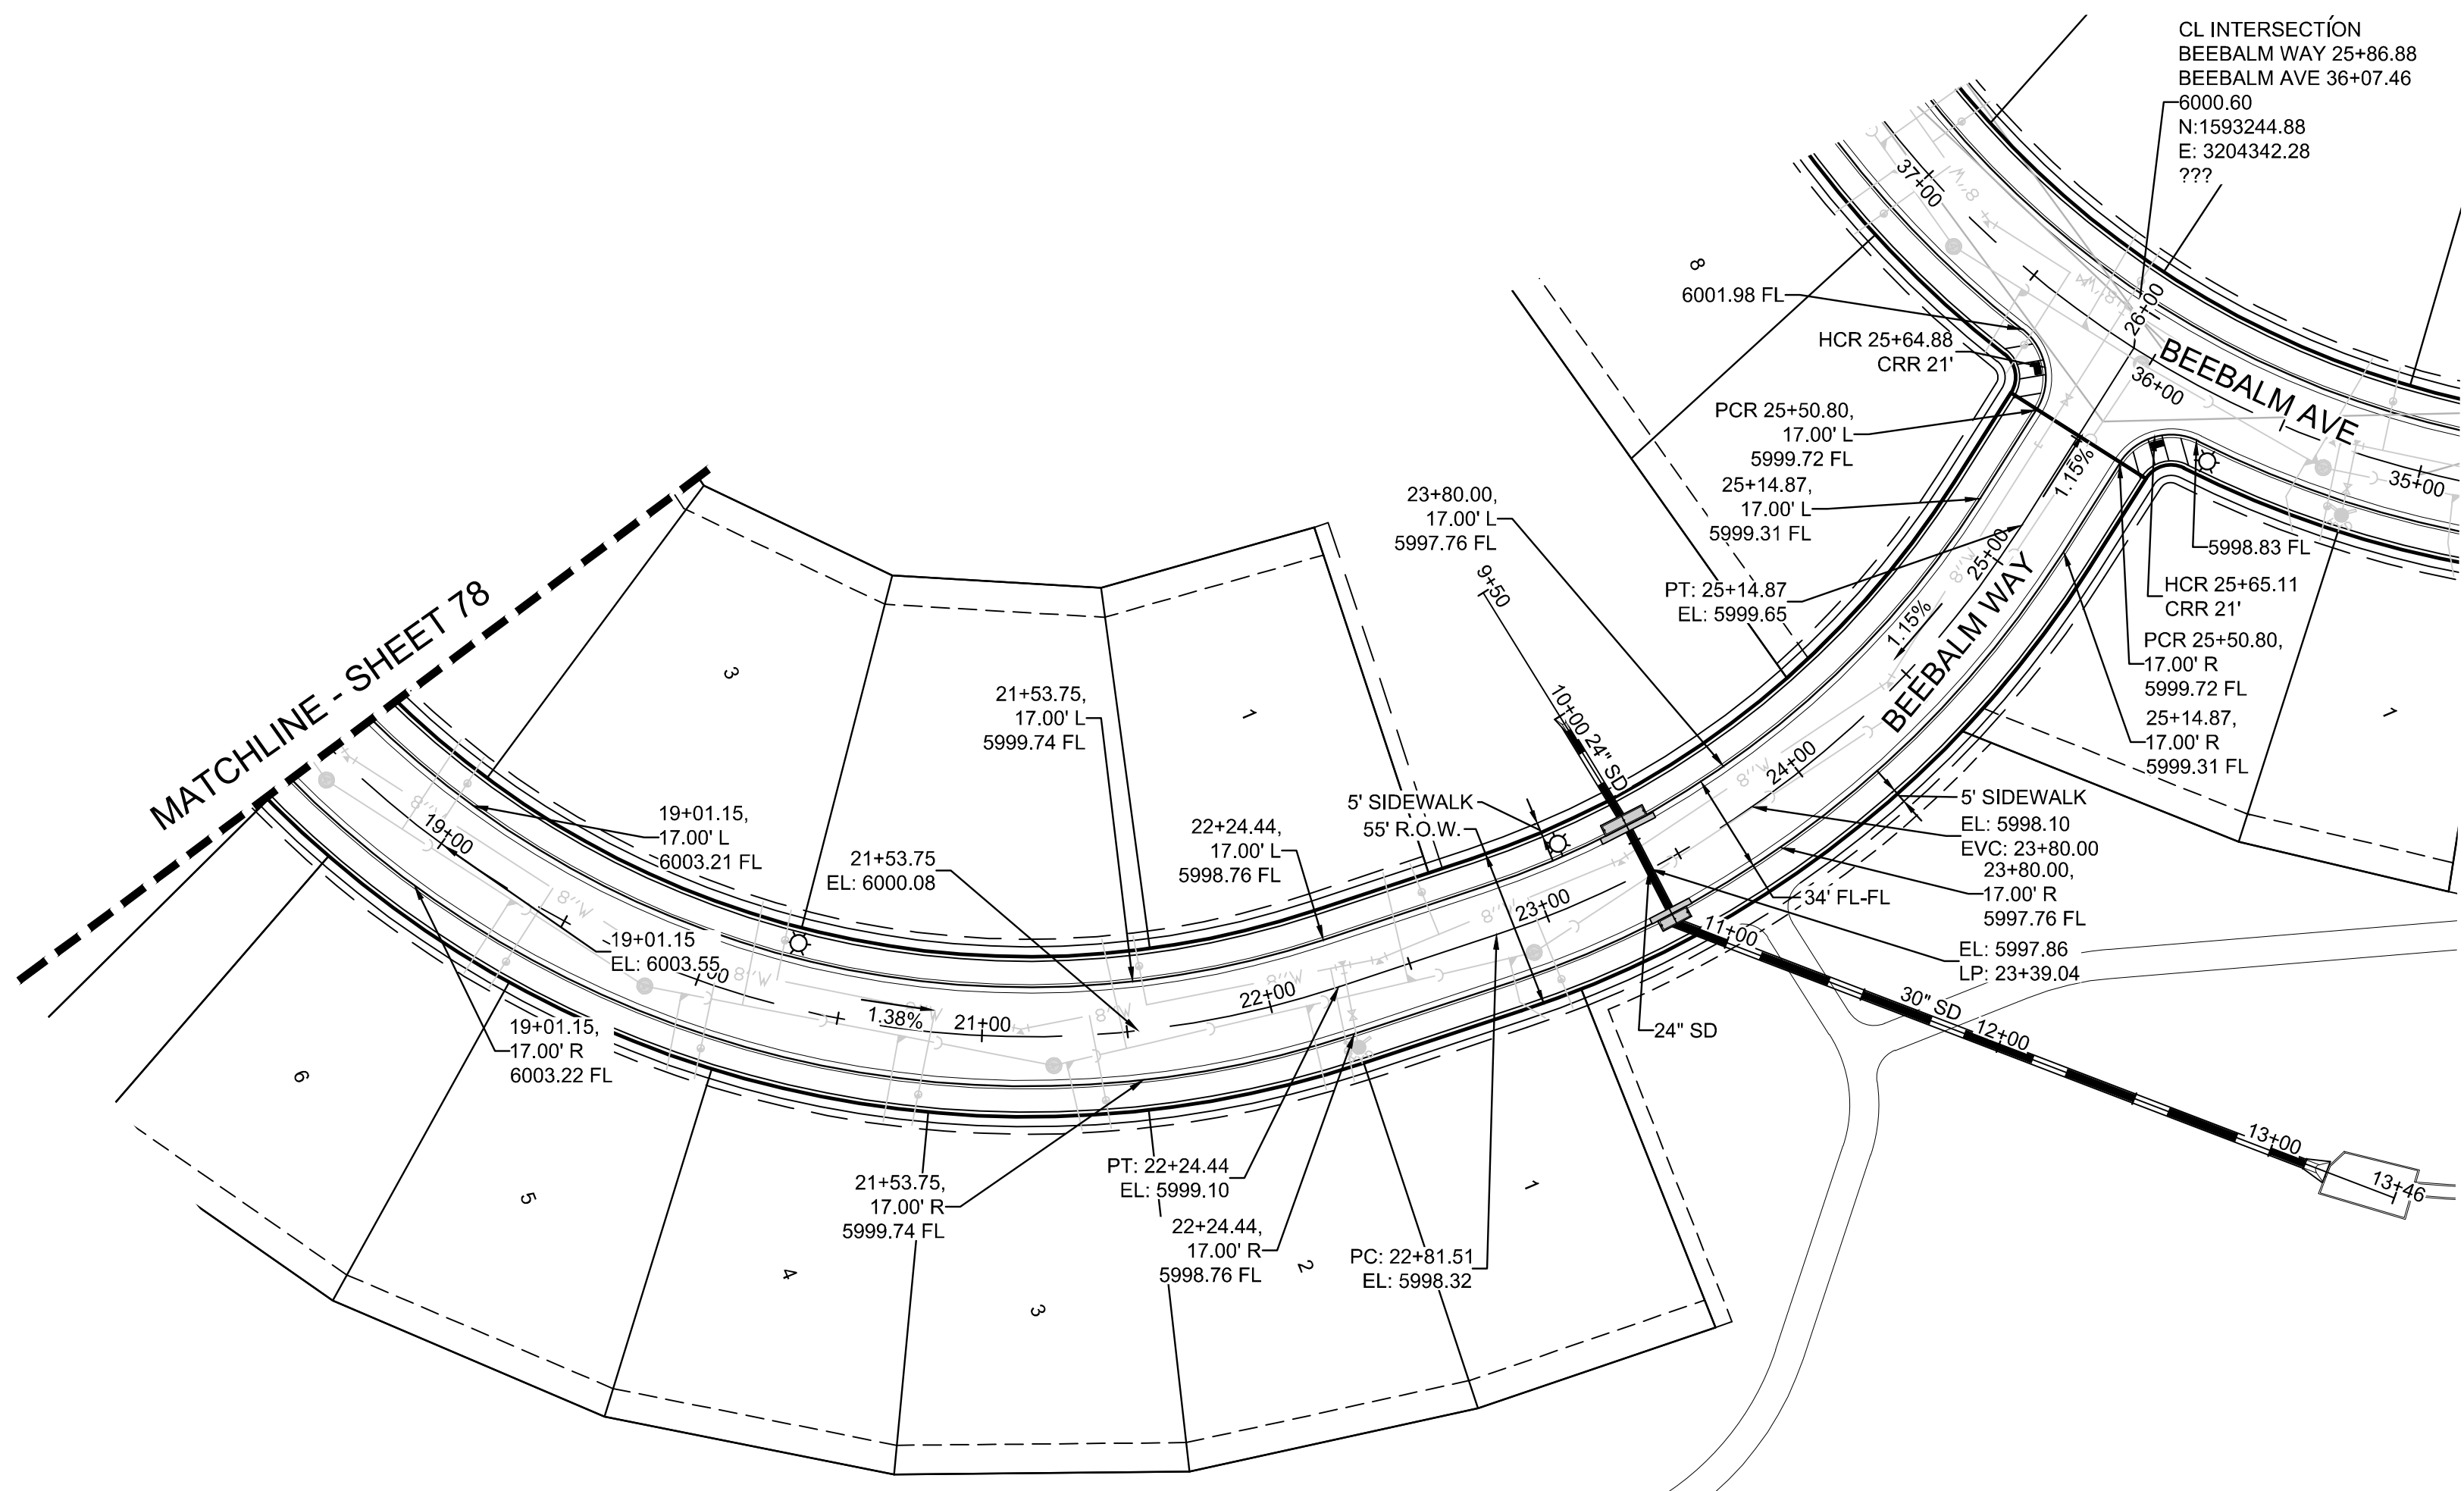 CL INTERSECTION
BEEBALM WAY 25+86.88
BEEBALM AVE 36+07.46
6000.60
N:1593244.88
E: 3204342.28
???
37+00
8"W
8
6001.98 FL
HCR 25+64.88
CRR 21'
26+00
BEEBALM AVE
36+00
35+00
PCR 25+50.80,
17.00' L
5999.72 FL
25+14.87,
17.00' L
5999.31 FL
1.15%
PT: 25+14.87
EL: 5999.65
25+00
8"W
BEEBALM WAY
1.15%
5998.83 FL
HCR 25+65.11
CRR 21'
PCR 25+50.80,
17.00' R
5999.72 FL
25+14.87,
17.00' R
5999.31 FL
1
23+80.00,
17.00' L
5997.76 FL
9+50
10+00
24" SD
MATCHLINE - SHEET 78
3
1
21+53.75,
17.00' L
5999.74 FL
8"W
19+00
19+01.15,
17.00' L
6003.21 FL
21+53.75
EL: 6000.08
22+24.44,
17.00' L
5998.76 FL
5' SIDEWALK
55' R.O.W.
8"W
24+00
5' SIDEWALK
EL: 5998.10
EVC: 23+80.00
23+80.00,
17.00' R
5997.76 FL
34' FL-FL
EL: 5997.86
LP: 23+39.04
8"W
19+01.15
EL: 6003.55
00
8"W
8"W
1.38%
21+00
8"W
22+00
8"W
8"W
23+00
11+00
24" SD
30" SD
12+00
13+00
13+46
19+01.15,
17.00' R
6003.22 FL
6
5
4
3
2
1
21+53.75,
17.00' R
5999.74 FL
PT: 22+24.44
EL: 5999.10
22+24.44,
17.00' R
5998.76 FL
PC: 22+81.51
EL: 5998.32